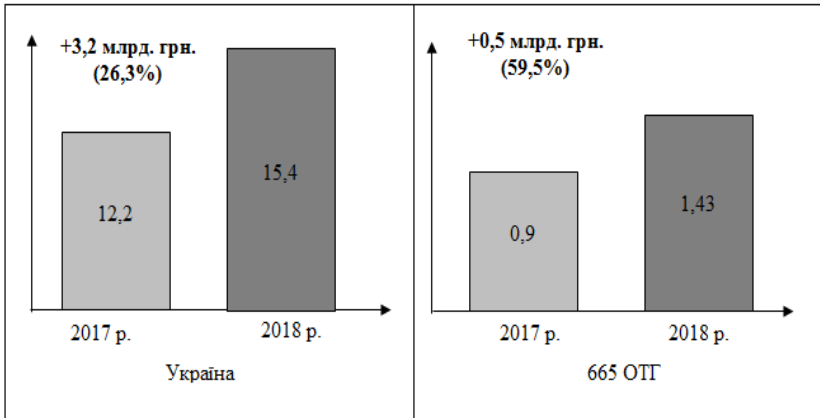 +3,2 млрд. грн.
(26,3%)
15,4
12,2
2017 р.
2018 р.
Україна
+0,5 млрд. грн.
(59,5%)
1,43
0,9
2017 р.
2018 р.
665 ОТГ